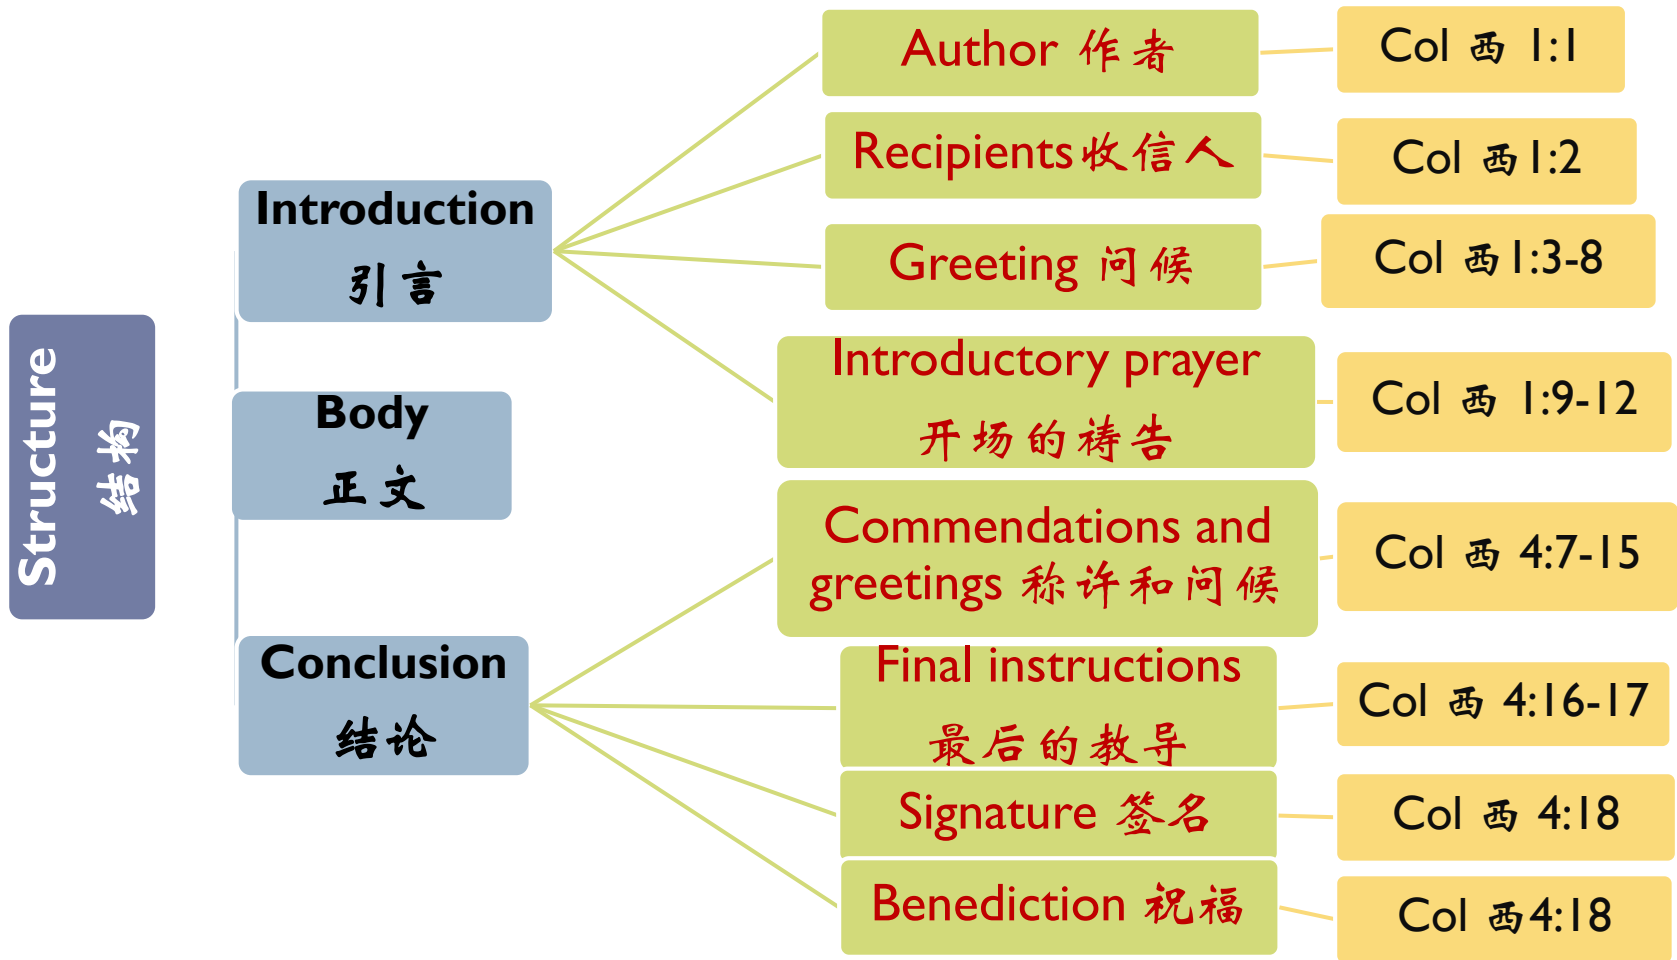 Structure
结构
Introduction
引言
Author 作者
Col 西 1:1
Recipients收信人
Col 西1:2
Greeting 问候
Col 西1:3-8
Introductory prayer
开场的祷告
Col 西 1:9-12
Body
正文
Conclusion
结论
Commendations and
greetings 称许和问候
Col 西 4:7-15
Final instructions
最后的教导
Col 西 4:16-17
Signature 签名
Col 西 4:18
Benediction 祝福
Col 西4:18